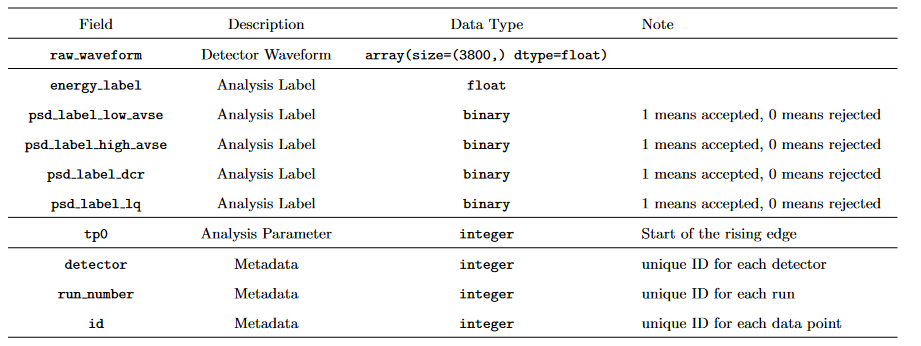 Field Description Data Type Note
raw_waveform Detector Waveform array(size=(3800,) dtype=float)
energy_label Analysis Label float
psd_label_low_avse Analysis Label binary 1 means accepted, 0 means rejected
psd_label_high_avse Analysis Label binary 1 means accepted, 0 means rejected
psd_label_dcr Analysis Label binary 1 means accepted, 0 means rejected
psd_label_lq Analysis Label binary 1 means accepted, 0 means rejected
tp0 Analysis Parameter integer Start of the rising edge
detector Metadata integer unique ID for each detector
run_number Metadata integer unique ID for each run
id Metadata integer unique ID for each data point